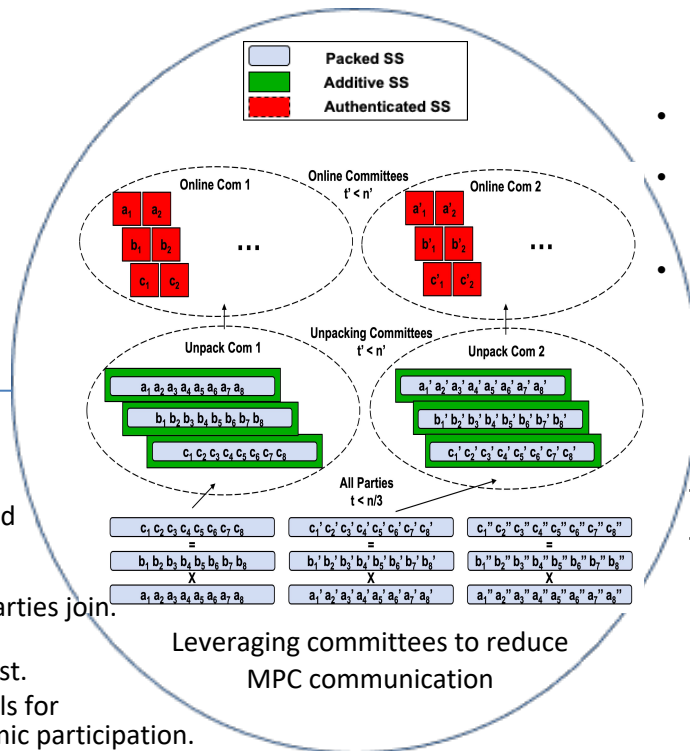 Packed SS
Additive SS
Authenticated SS
Online Committees
t' < n'
Online Com 1
a₁ a₂
b₁ b₂
c₁ c₂
...
Online Com 2
a'₁ a'₂
b'₁ b'₂
c'₁ c'₂
...
Unpacking Committees
t' < n'
Unpack Com 1
a₁ a₂ a₃ a₄ a₅ a₆ a₇ a₈
b₁ b₂ b₃ b₄ b₅ b₆ b₇ b₈
c₁ c₂ c₃ c₄ c₅ c₆ c₇ c₈
Unpack Com 2
a₁' a₂' a₃' a₄' a₅' a₆' a₇' a₈'
b₁' b₂' b₃' b₄' b₅' b₆' b₇' b₈'
c₁' c₂' c₃' c₄' c₅' c₆' c₇' c₈'
All Parties
t < n/3
c₁ c₂ c₃ c₄ c₅ c₆ c₇ c₈
=
b₁ b₂ b₃ b₄ b₅ b₆ b₇ b₈
X
a₁ a₂ a₃ a₄ a₅ a₆ a₇ a₈
c₁' c₂' c₃' c₄' c₅' c₆' c₇' c₈'
=
b₁' b₂' b₃' b₄' b₅' b₆' b₇' b₈'
X
a₁' a₂' a₃' a₄' a₅' a₆' a₇' a₈'
c₁" c₂" c₃" c₄" c₅" c₆" c₇" c₈"
=
b₁" b₂" b₃" b₄" b₅" b₆" b₇" b₈"
X
a₁" a₂" a₃" a₄" a₅" a₆" a₇" a₈"
Leveraging committees to reduce
MPC communication
arties join.
st.
ls for
nic participation.